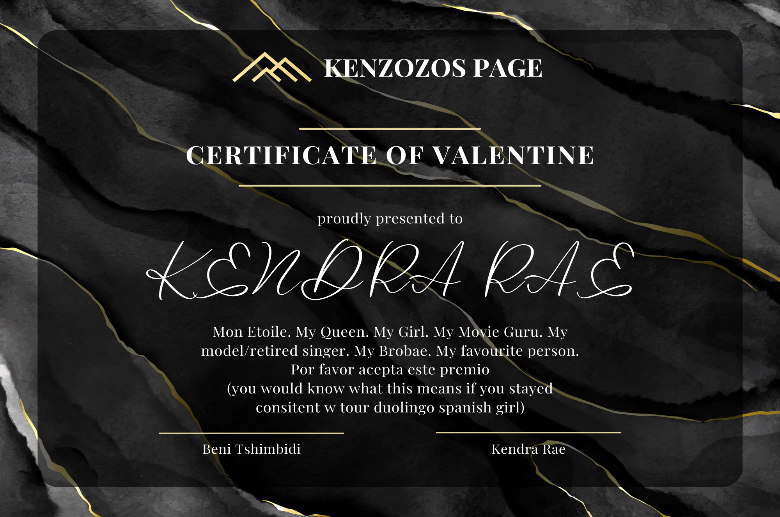 KENZOZOS PAGE
CERTIFICATE OF VALENTINE
proudly presented to
KENDRA RAE
Mon Etoile. My Queen. My Girl. My Movie Guru. My
model/retired singer. My Brobae. My favourite person.
Por favor acepta este premio
(you would know what this means if you stayed
consitent w tour duolingo spanish girl)
Beni Tshimbidi
Kendra Rae